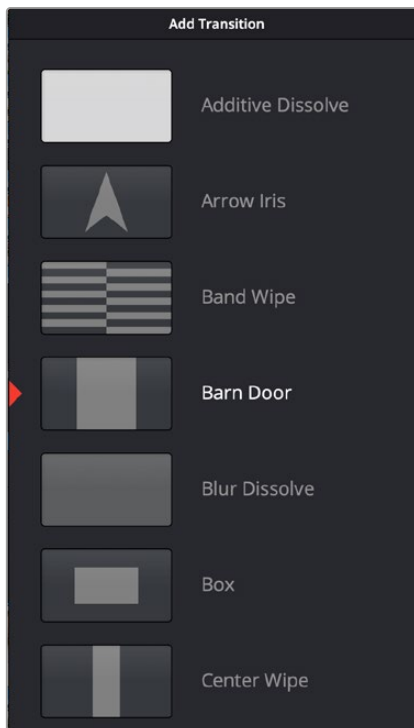 Add Transition
Additive Dissolve
Arrow Iris
Band Wipe
Barn Door
Blur Dissolve
Box
Center Wipe